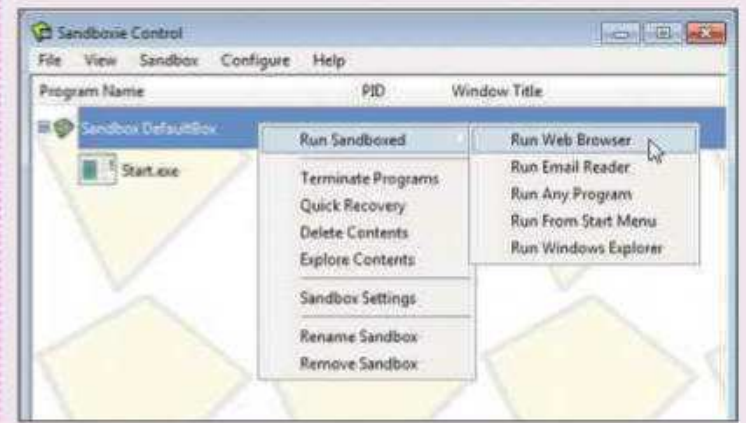 Sandboxie Control
File View Sandbox Configure Help
Program Name PID Window Title
Sandbox DefaultBox
Start.exe
Run Sandboxed
Terminate Programs
Quick Recovery
Delete Contents
Explore Contents
Sandbox Settings
Rename Sandbox
Remove Sandbox
Run Web Browser
Run Email Reader
Run Any Program
Run From Start Menu
Run Windows Explorer